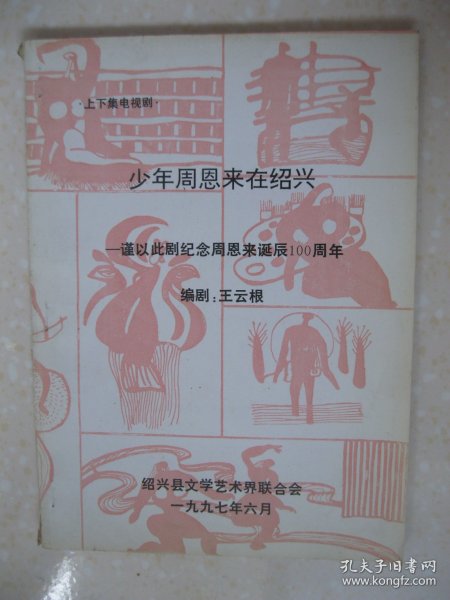 ·上下集电视剧·
少年周恩来在绍兴
—谨以此剧纪念周恩来诞辰100周年
编剧：王云根
绍兴县文学艺术界联合会
一九九七年六月
孔夫子旧书网
www.kongfz.com